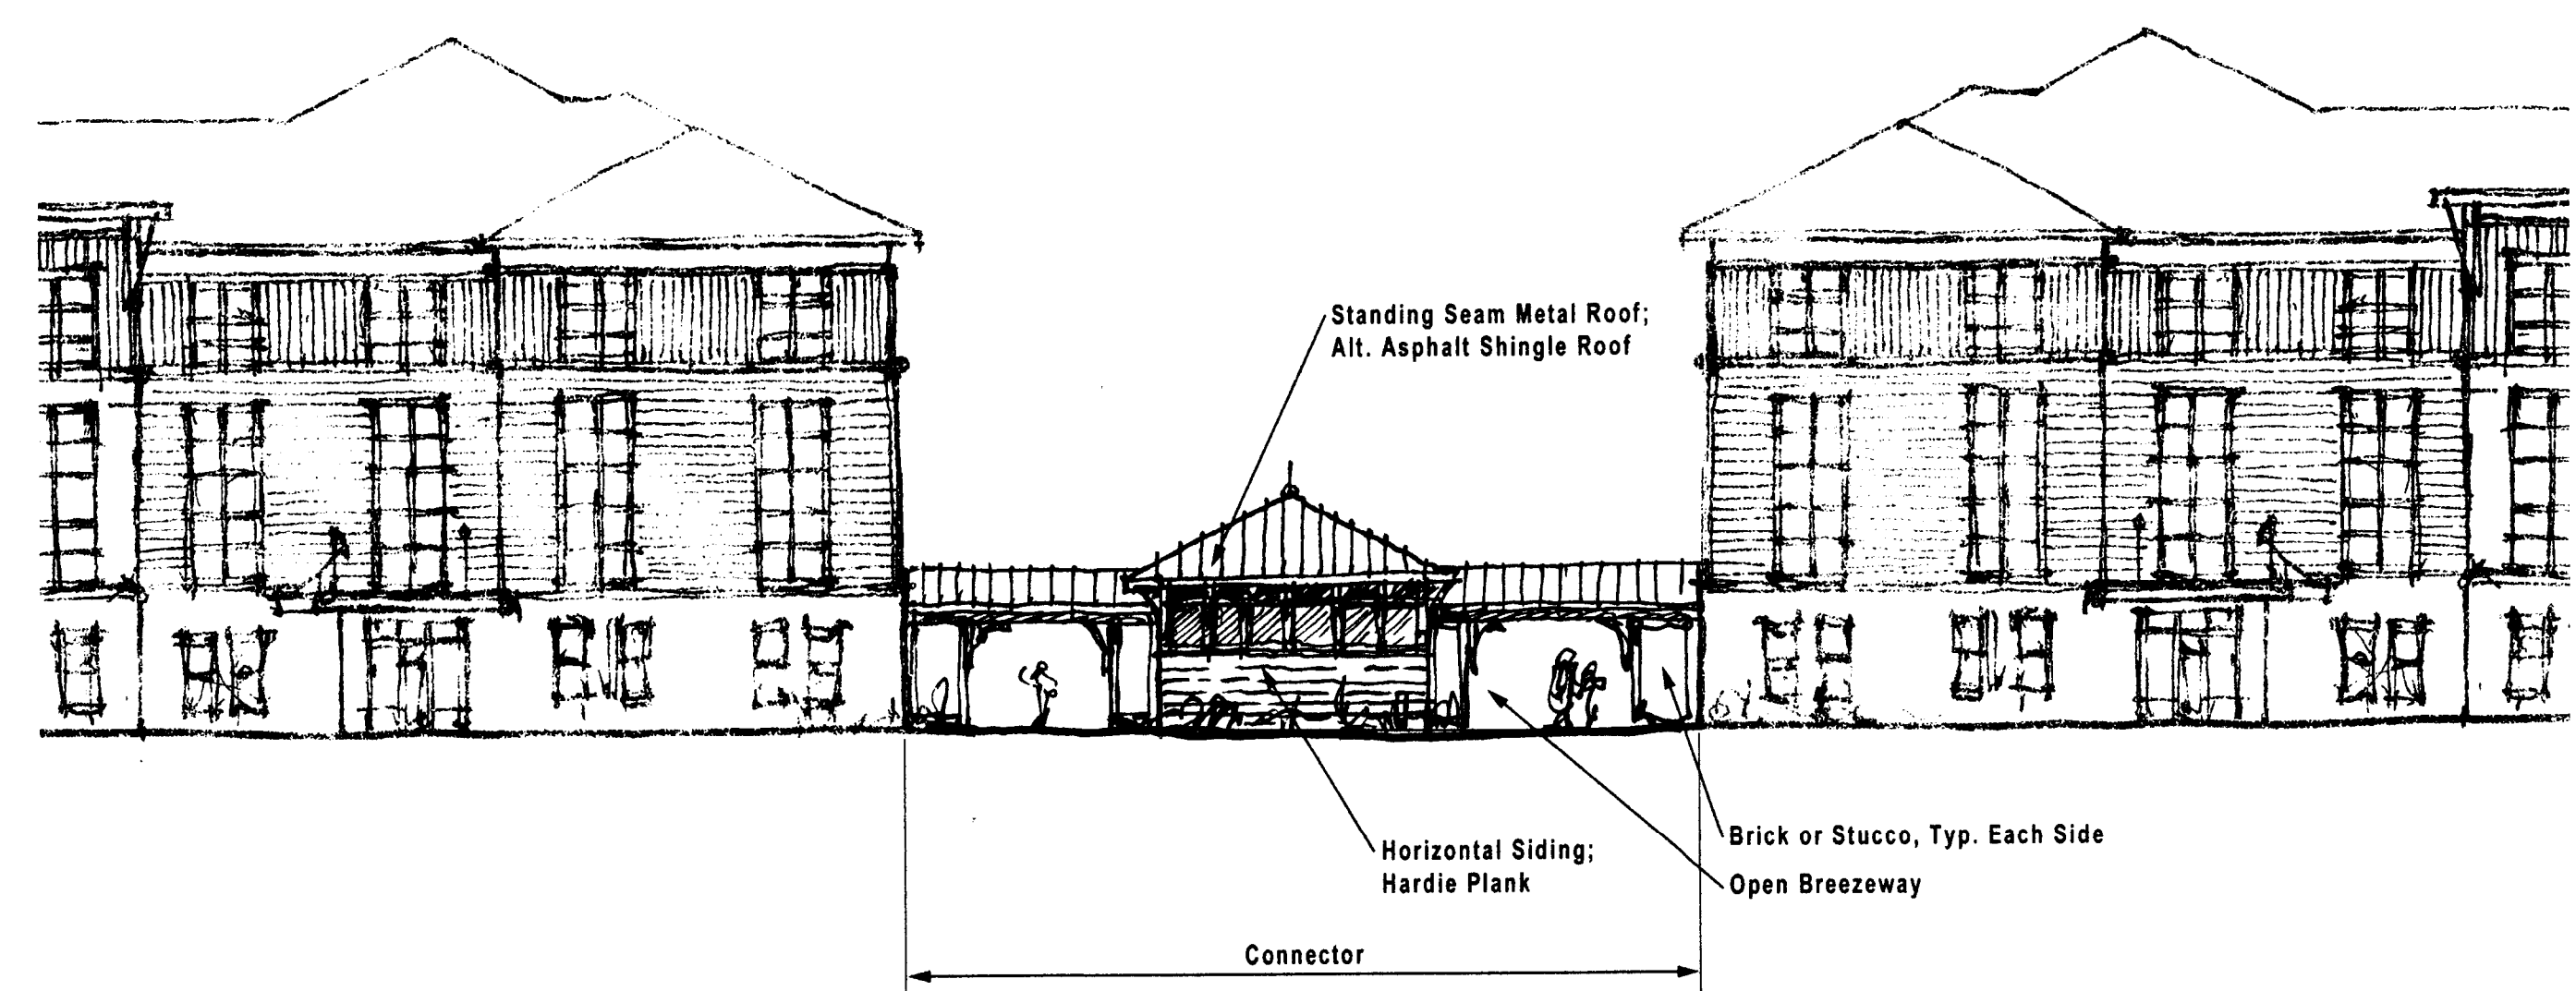 Standing Seam Metal Roof;
Alt. Asphalt Shingle Roof
Horizontal Siding;
Hardie Plank
Brick or Stucco, Typ. Each Side
Open Breezeway
Connector